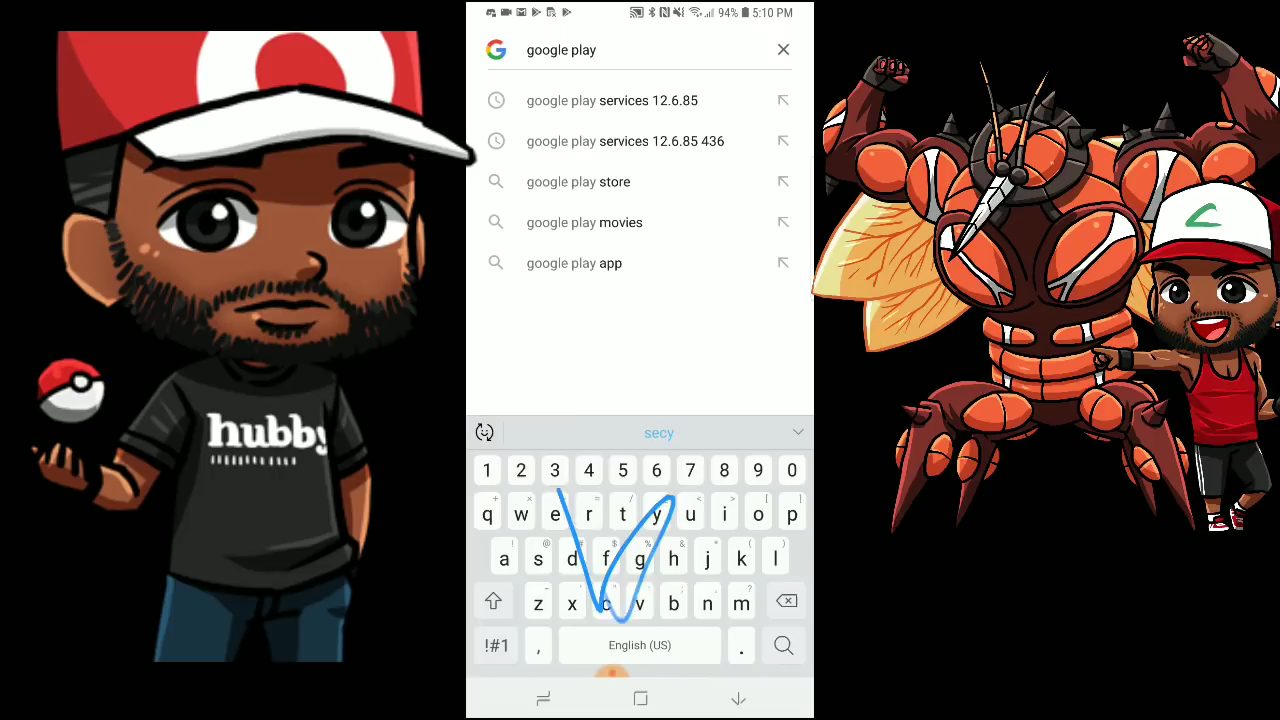 94% 5:10 PM
google play
google play services 12.6.85
google play services 12.6.85 436
google play store
google play movies
google play app
hubby
secy
1 2 3 4 5 6 7 8 9 0
q w e r t y u i o p
a s d f g h j k l
z x c v b n m
!#1 , English (US) .